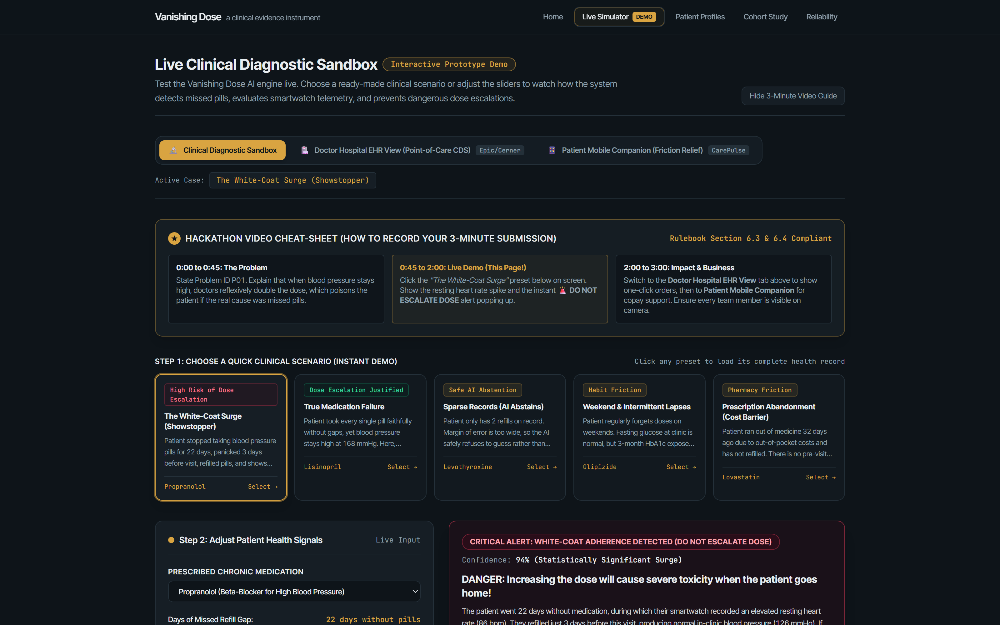 Vanishing Dose a clinical evidence instrument
Home
Live Simulator DEMO
Patient Profiles
Cohort Study
Reliability
Live Clinical Diagnostic Sandbox
Interactive Prototype Demo
Test the Vanishing Dose AI engine live. Choose a ready-made clinical scenario or adjust the sliders to watch how the system
detects missed pills, evaluates smartwatch telemetry, and prevents dangerous dose escalations.
Hide 3-Minute Video Guide
Clinical Diagnostic Sandbox
Doctor Hospital EHR View (Point-of-Care CDS) Epic/Cerner
Patient Mobile Companion (Friction Relief) CarePulse
Active Case: The White-Coat Surge (Showstopper)
HACKATHON VIDEO CHEAT-SHEET (HOW TO RECORD YOUR 3-MINUTE SUBMISSION)
Rulebook Section 6.3 & 6.4 Compliant
0:00 to 0:45: The Problem
State Problem ID P01. Explain that when blood pressure stays
high, doctors reflexively double the dose, which poisons the
patient if the real cause was missed pills.
0:45 to 2:00: Live Demo (This Page!)
Click the "The White-Coat Surge" preset below on screen.
Show the resting heart rate spike and the instant 🚨 DO NOT
ESCALATE DOSE alert popping up.
2:00 to 3:00: Impact & Business
Switch to the Doctor Hospital EHR View tab above to show
one-click orders, then to Patient Mobile Companion for
copay support. Ensure every team member is visible on
camera.
STEP 1: CHOOSE A QUICK CLINICAL SCENARIO (INSTANT DEMO)
Click any preset to load its complete health record
High Risk of Dose
Escalation
The White-Coat Surge
(Showstopper)
Patient stopped taking blood pressure
pills for 22 days, panicked 3 days
before visit, refilled pills, and shows...
Propranolol
Select →
Dose Escalation Justified
True Medication Failure
Patient took every single pill faithfully
without gaps, yet blood pressure
stays high at 168 mmHg. Here,...
Lisinopril
Select →
Safe AI Abstention
Sparse Records (AI Abstains)
Patient only has 2 refills on record.
Margin of error is too wide, so the AI
safely refuses to guess rather than...
Levothyroxine
Select →
Habit Friction
Weekend & Intermittent Lapses
Patient regularly forgets doses on
weekends. Fasting glucose at clinic is
normal, but 3-month HbA1c expose...
Glipizide
Select →
Pharmacy Friction
Prescription Abandonment
(Cost Barrier)
Patient ran out of medicine 32 days
ago due to out-of-pocket costs and
has not refilled. There is no pre-visit...
Lovastatin
Select →
Step 2: Adjust Patient Health Signals
Live Input
PRESCRIBED CHRONIC MEDICATION
Propranolol (Beta-Blocker for High Blood Pressure)
Days of Missed Refill Gap:
22 days without pills
CRITICAL ALERT: WHITE-COAT ADHERENCE DETECTED (DO NOT ESCALATE DOSE)
Confidence: 94% (Statistically Significant Surge)
DANGER: Increasing the dose will cause severe toxicity when the patient goes
home!
The patient went 22 days without medication, during which their smartwatch recorded an elevated resting heart
rate (86 bpm). They refilled just 3 days before this visit, producing normal in-clinic blood pressure (126 mmHg). If